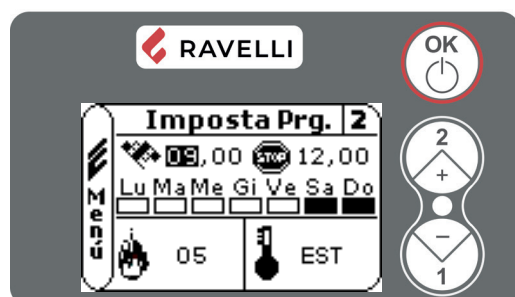 RAVELLI
OK
Imposta Prg. 2
09,00 STOP 12,00
Lu Ma Me Gi Ve Sa Do
Menù
05 EST
2
+
−
1